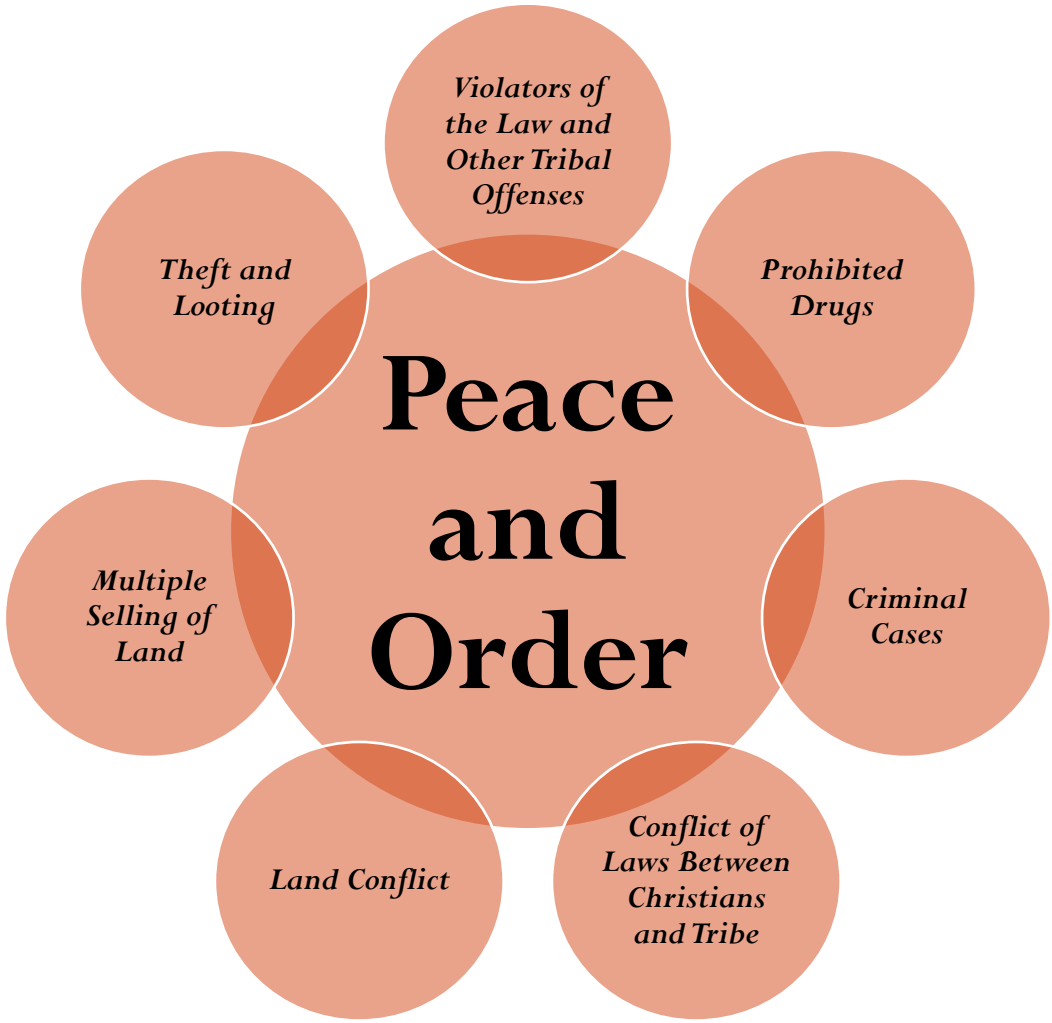 Violators of
the Law and
Other Tribal
Offenses
Theft and
Looting
Prohibited
Drugs
Peace
and
Order
Multiple
Selling of
Land
Criminal
Cases
Land Conflict
Conflict of
Laws Between
Christians
and Tribe